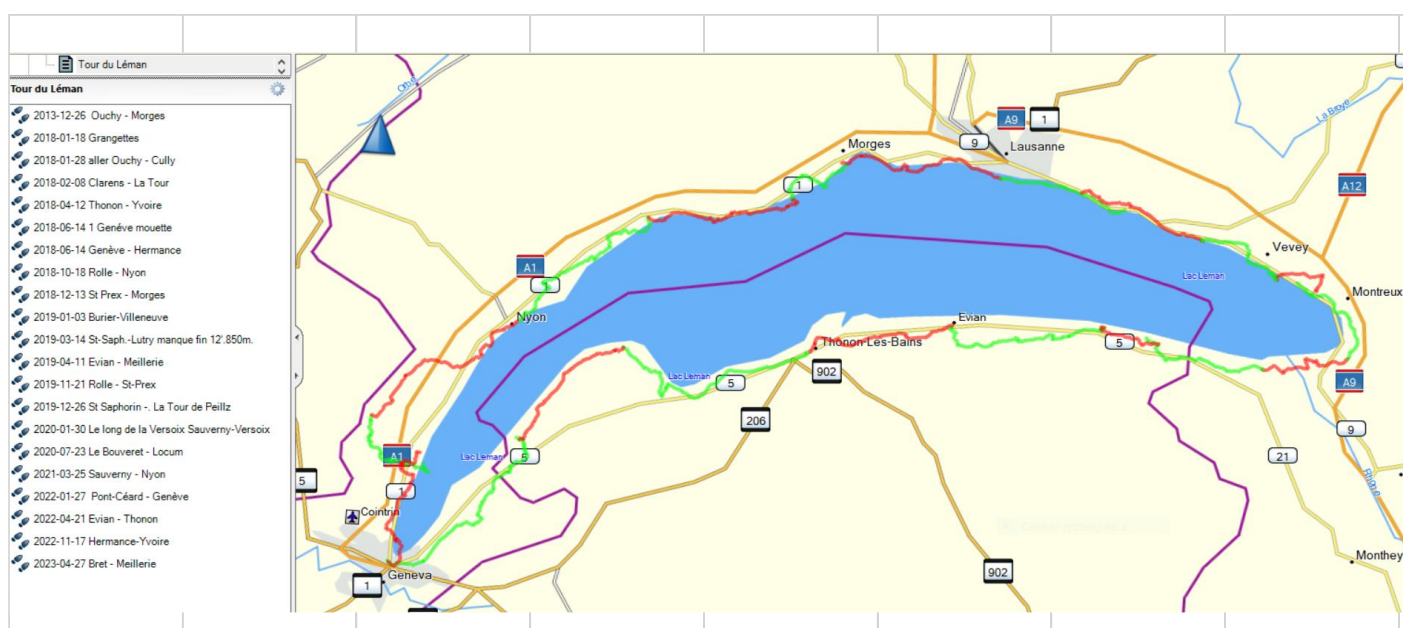 Tour du Léman
Tour du Léman
2013-12-26 Ouchy - Morges
2018-01-18 Grangettes
2018-01-28 aller Ouchy - Cully
2018-02-08 Clarens - La Tour
2018-04-12 Thonon - Yvoire
2018-06-14 1 Genéve mouette
2018-06-14 Genève - Hermance
2018-10-18 Rolle - Nyon
2018-12-13 St Prex - Morges
2019-01-03 Burier-Villeneuve
2019-03-14 St-Saph.-Lutry manque fin 12'.850m.
2019-04-11 Evian - Meillerie
2019-11-21 Rolle - St-Prex
2019-12-26 St Saphorin -. La Tour de Peillz
2020-01-30 Le long de la Versoix Sauverny-Versoix
2020-07-23 Le Bouveret - Locum
2021-03-25 Sauverny - Nyon
2022-01-27 Pont-Céard - Genève
2022-04-21 Evian - Thonon
2022-11-17 Hermance-Yvoire
2023-04-27 Bret - Meillerie
Orbe
La Broye
A9
1
9
Lausanne
Morges
1
A12
Vevey
A1
1
Lac Léman
Montreux
Nyon
Evian
Thonon-Les-Bains
5
902
Lac Léman
5
A9
206
9
A1
Lac Léman
5
21
5
1
Rhône
Cointrin
Monthey
Geneva
1
902